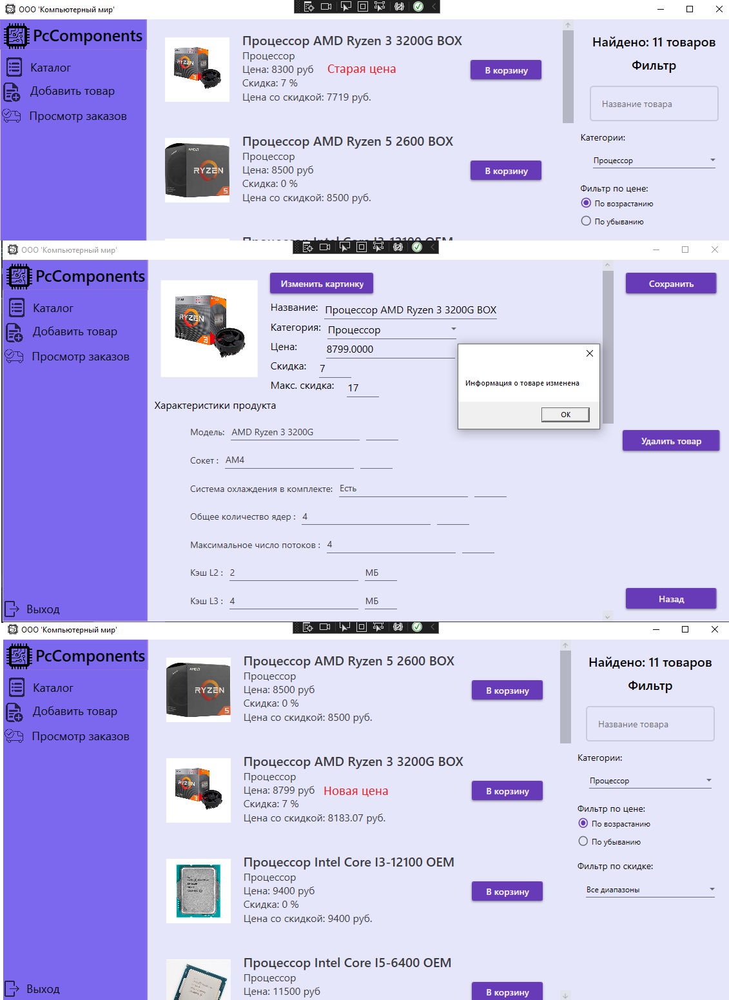 ООО 'Компьютерный мир'
PcComponents
Каталог
Добавить товар
Просмотр заказов
Процессор AMD Ryzen 3 3200G BOX
Процессор
Цена: 8300 руб Старая цена
Скидка: 7 %
Цена со скидкой: 7719 руб.
В корзину
Процессор AMD Ryzen 5 2600 BOX
Процессор
Цена: 8500 руб
Скидка: 0 %
Цена со скидкой: 8500 руб.
В корзину
Процессор Intel Core I3-12100 OEM
Найдено: 11 товаров
Фильтр
Название товара
Категории:
Процессор
Фильтр по цене:
По возрастанию
По убыванию
ООО 'Компьютерный мир'
PcComponents
Каталог
Добавить товар
Просмотр заказов
Выход
Изменить картинку
Название: Процессор AMD Ryzen 3 3200G BOX
Категория: Процессор
Цена: 8799.0000
Скидка: 7
Макс. скидка: 17
Характеристики продукта
Модель: AMD Ryzen 3 3200G
Сокет : AM4
Система охлаждения в комплекте: Есть
Общее количество ядер : 4
Максимальное число потоков : 4
Кэш L2 : 2 МБ
Кэш L3 : 4 МБ
Информация о товаре изменена
ОК
Сохранить
Удалить товар
Назад
ООО 'Компьютерный мир'
PcComponents
Каталог
Добавить товар
Просмотр заказов
Выход
Процессор AMD Ryzen 5 2600 BOX
Процессор
Цена: 8500 руб
Скидка: 0 %
Цена со скидкой: 8500 руб.
В корзину
Процессор AMD Ryzen 3 3200G BOX
Процессор
Цена: 8799 руб Новая цена
Скидка: 7 %
Цена со скидкой: 8183.07 руб.
В корзину
Процессор Intel Core I3-12100 OEM
Процессор
Цена: 9400 руб
Скидка: 0 %
Цена со скидкой: 9400 руб.
В корзину
Процессор Intel Core I5-6400 OEM
Процессор
Цена: 11500 руб
В корзину
Найдено: 11 товаров
Фильтр
Название товара
Категории:
Процессор
Фильтр по цене:
По возрастанию
По убыванию
Фильтр по скидке:
Все диапазоны